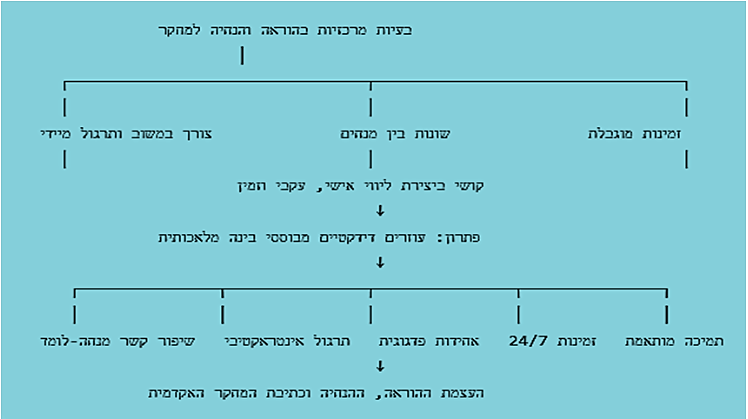 בעיות מרכזיות בהוראה והנחיה למחקר
זמינות מוגבלת שונות בין מנחים צורך במשוב ותרגול מיידי
קושי ביצירת ליווי אישי, עקבי וזמין
↓
פתרון: עוזרים דידקטיים מבוססי בינה מלאכותית
↓
תמיכה מותאמת זמינות 24/7 אחידות פדגוגית תרגול אינטראקטיבי שיפור קשר מנחה-לומד
↓
העצמת ההוראה, ההנחיה וכתיבת המחקר האקדמית